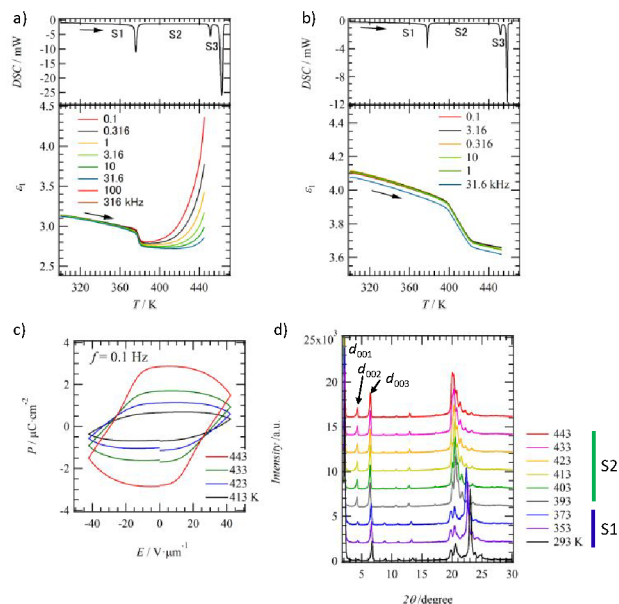 a)
0
-5
-10
-15
-20
-25
DSC / mW
S1
S2
S3
4.5
4.0
3.5
3.0
2.5
ε1
0.1
0.316
1
3.16
10
31.6
100
316 kHz
320
360
400
440
T / K
b)
0
-4
-8
-12
DSC / mW
S1
S2
S3
4.4
4.2
4.0
3.8
3.6
3.4
ε1
0.1
3.16
0.316
10
1
31.6 kHz
320
360
400
440
T / K
c)
f = 0.1 Hz
4
2
0
-2
-4
P / μC·cm-2
443
433
423
413 K
-40
-20
0
20
40
E / V·μm-1
d)
25x103
20
15
10
5
0
Intensity / a.u.
d001
d002
d003
5
10
15
20
25
30
2θ /degree
443
433
423
413
403
393
373
353
293 K
S2
S1